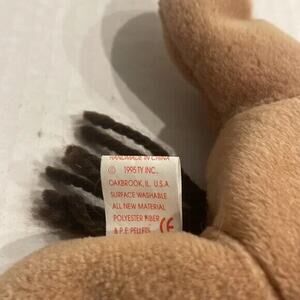 HANDMADE IN CHINA
© 1995 TY INC.
OAKBROOK, IL. U.S.A.
SURFACE WASHABLE
ALL NEW MATERIAL
POLYESTER FIBER
& P.E. PELLETS CE